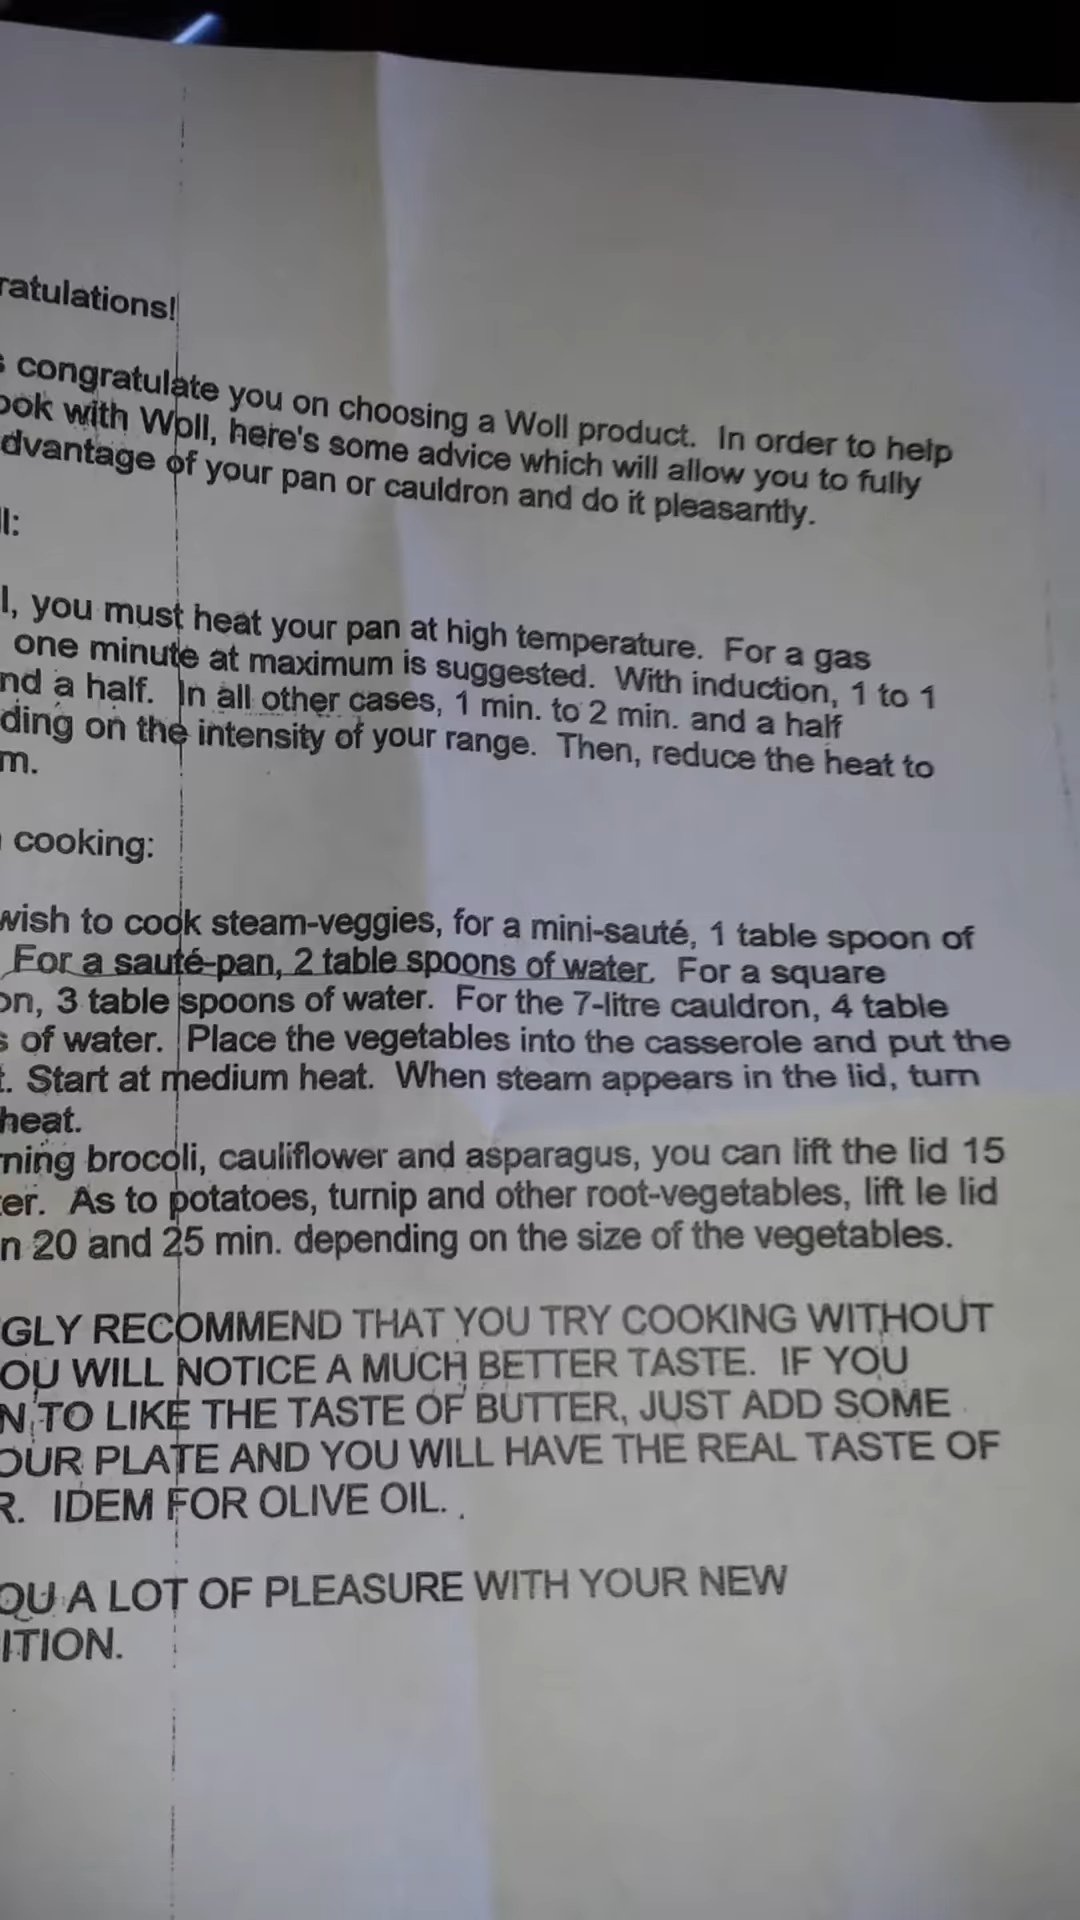 ratulations!
s congratulate you on choosing a Woll product. In order to help
ook with Woll, here's some advice which will allow you to fully
dvantage of your pan or cauldron and do it pleasantly.
ll:
l, you must heat your pan at high temperature. For a gas
one minute at maximum is suggested. With induction, 1 to 1
nd a half. In all other cases, 1 min. to 2 min. and a half
ding on the intensity of your range. Then, reduce the heat to
m.
cooking:
wish to cook steam-veggies, for a mini-sauté, 1 table spoon of
For a sauté-pan, 2 table spoons of water. For a square
on, 3 table spoons of water. For the 7-litre cauldron, 4 table
s of water. Place the vegetables into the casserole and put the
t. Start at medium heat. When steam appears in the lid, turn
heat.
ning brocoli, cauliflower and asparagus, you can lift the lid 15
ter. As to potatoes, turnip and other root-vegetables, lift le lid
n 20 and 25 min. depending on the size of the vegetables.
GLY RECOMMEND THAT YOU TRY COOKING WITHOUT
OU WILL NOTICE A MUCH BETTER TASTE. IF YOU
N TO LIKE THE TASTE OF BUTTER, JUST ADD SOME
OUR PLATE AND YOU WILL HAVE THE REAL TASTE OF
R. IDEM FOR OLIVE OIL.
OU A LOT OF PLEASURE WITH YOUR NEW
ITION.